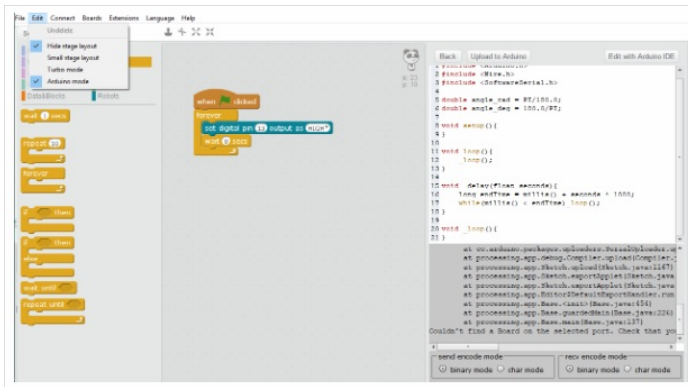 File Edit Connect Boards Extensions Language Help
Undelete
Hide stage layout
Small stage layout
Turbo mode
Arduino mode
Data&Blocks Robots
wait 1 secs
repeat 10
forever
if then
if then
else
wait until
repeat until
when clicked
forever
set digital pin 13 output as HIGH
wait secs
Back Upload to Arduino Edit with Arduino IDE
2 #include <Wire.h>
3 #include <SoftwareSerial.h>
4
5 double angle_rad = PI/180.0;
6 double angle_deg = 180.0/PI;
7
8 void setup(){
9 }
10
11 void loop(){
12 _loop();
13 }
14
15 void _delay(float seconds){
16 long endTime = millis() + seconds * 1000;
17 while(millis() < endTime)_loop();
18 }
19
20 void _loop(){
21 }
at processing.app.debug.Compiler.upload(Compiler.j
at processing.app.Sketch.upload(Sketch.java:1167)
at processing.app.Sketch.exportApplet(Sketch.java
at processing.app.Sketch.exportApplet(Sketch.java
at processing.app.Editor$DefaultExportHandler.run
at processing.app.Base.<init>(Base.java:456)
at processing.app.Base.guardedMain(Base.java:226)
at processing.app.Base.main(Base.java:137)
Couldn't find a Board on the selected port. Check that you
send encode mode recv encode mode
binary mode char mode binary mode char mode